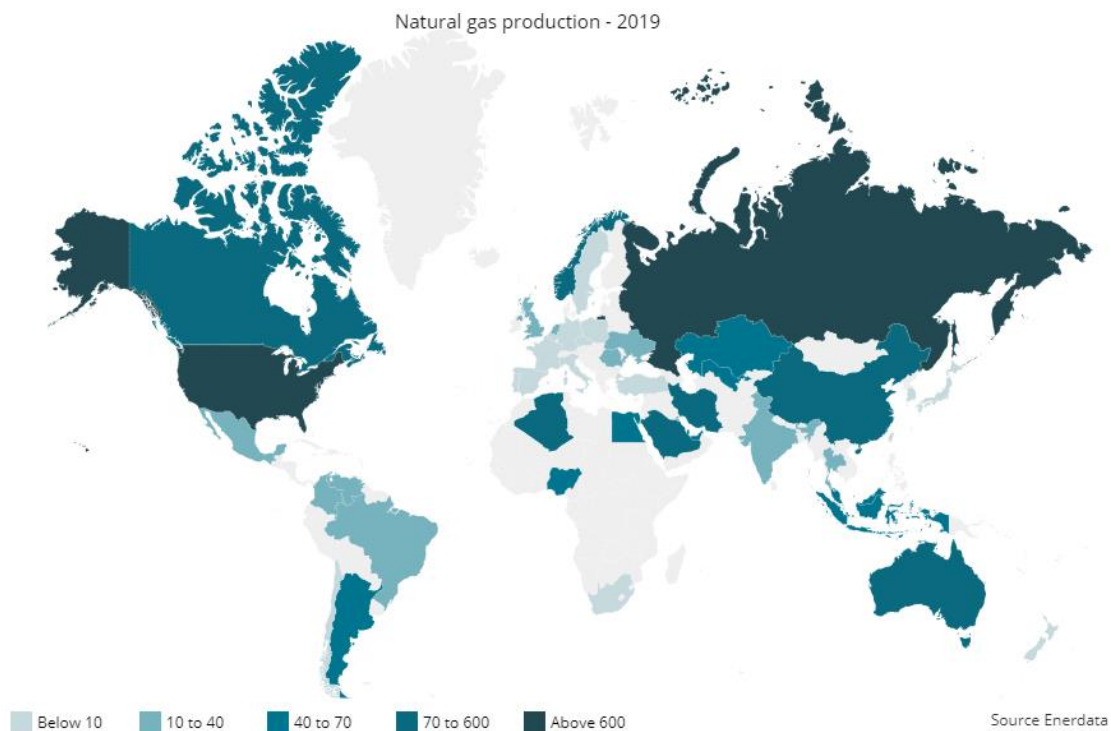 Natural gas production - 2019
Below 10
10 to 40
40 to 70
70 to 600
Above 600
Source Enerdata